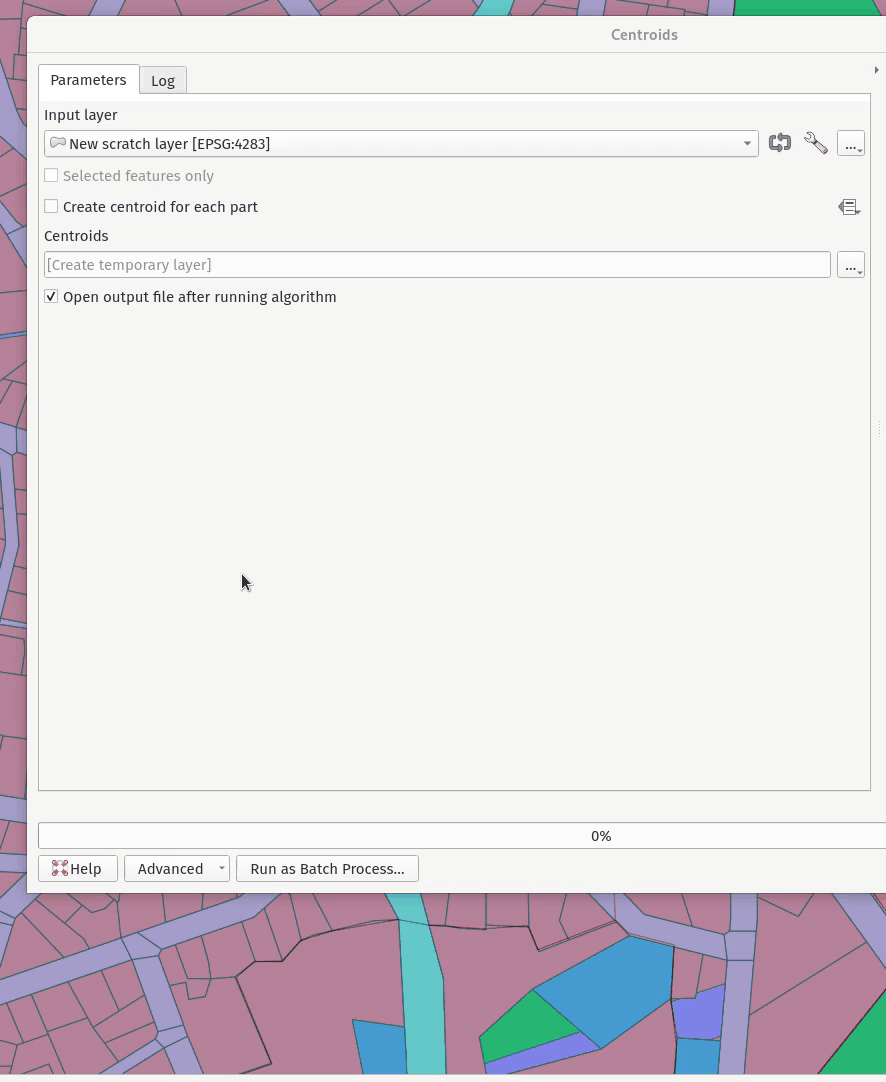 Centroids
Parameters
Log
Input layer
New scratch layer [EPSG:4283]
...
Selected features only
Create centroid for each part
Centroids
[Create temporary layer]
...
Open output file after running algorithm
0%
Help
Advanced
Run as Batch Process...